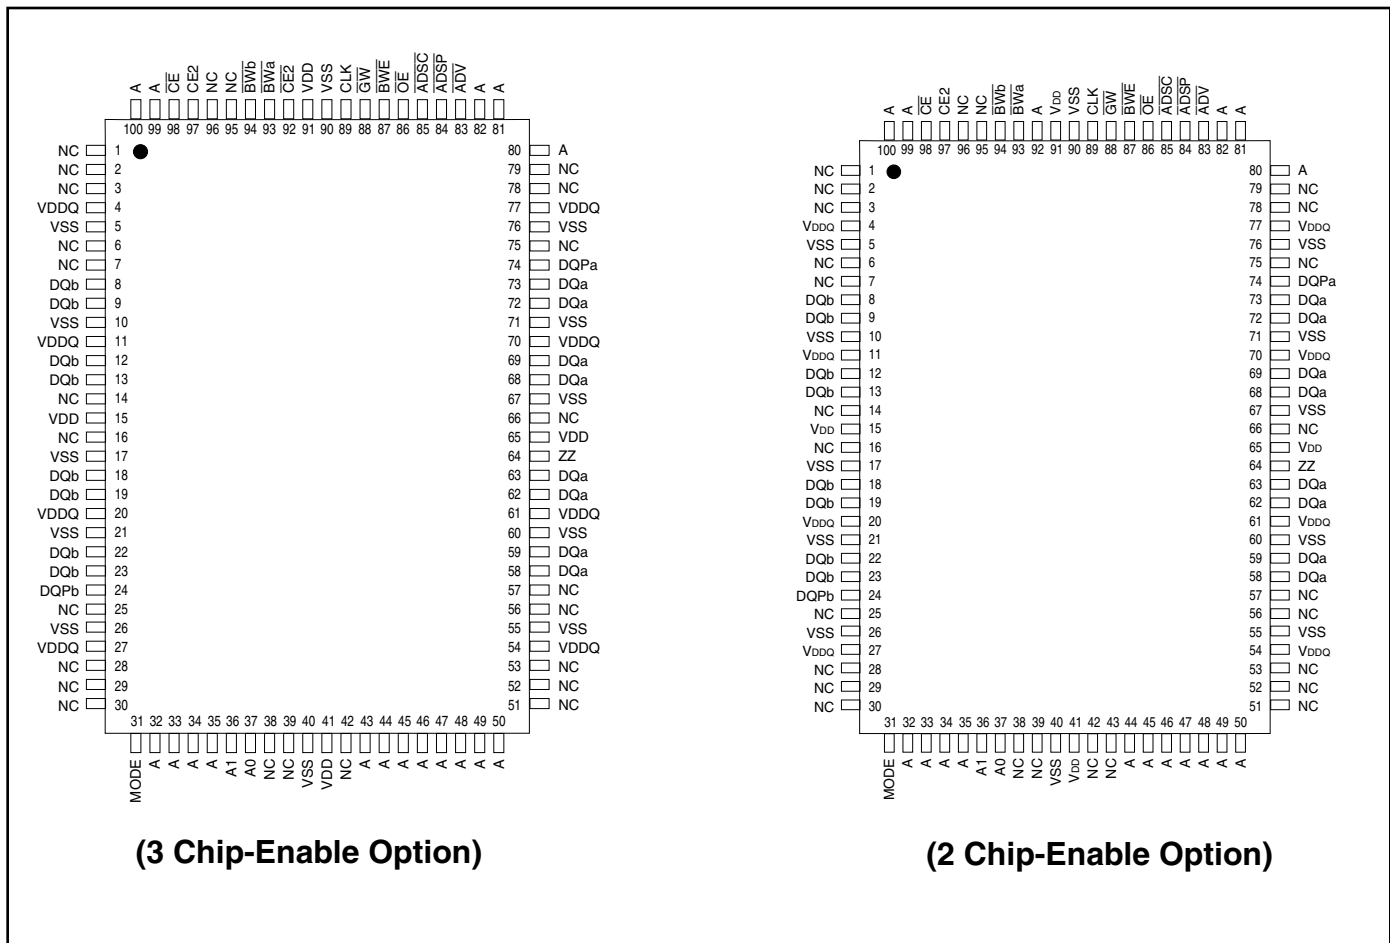 A A CE CE2 NC NC BWb BWa CE2 VDD VSS CLK GW BWE OE ADSC ADSP ADV A A
100 99 98 97 96 95 94 93 92 91 90 89 88 87 86 85 84 83 82 81
NC 1 80 A
NC 2 79 NC
NC 3 78 NC
VDDQ 4 77 VDDQ
VSS 5 76 VSS
NC 6 75 NC
NC 7 74 DQPa
DQb 8 73 DQa
DQb 9 72 DQa
VSS 10 71 VSS
VDDQ 11 70 VDDQ
DQb 12 69 DQa
DQb 13 68 DQa
NC 14 67 VSS
VDD 15 66 NC
NC 16 65 VDD
VSS 17 64 ZZ
DQb 18 63 DQa
DQb 19 62 DQa
VDDQ 20 61 VDDQ
VSS 21 60 VSS
DQb 22 59 DQa
DQb 23 58 DQa
DQPb 24 57 NC
NC 25 56 NC
VSS 26 55 VSS
VDDQ 27 54 VDDQ
NC 28 53 NC
NC 29 52 NC
NC 30 51 NC
31 32 33 34 35 36 37 38 39 40 41 42 43 44 45 46 47 48 49 50
MODE A A A A A1 A0 NC NC VSS VDD NC A A A A A A A A
(3 Chip-Enable Option)
A A CE CE2 NC NC BWb BWa A VDD VSS CLK GW BWE OE ADSC ADSP ADV A A
100 99 98 97 96 95 94 93 92 91 90 89 88 87 86 85 84 83 82 81
NC 1 80 A
NC 2 79 NC
NC 3 78 NC
VDDQ 4 77 VDDQ
VSS 5 76 VSS
NC 6 75 NC
NC 7 74 DQPa
DQb 8 73 DQa
DQb 9 72 DQa
VSS 10 71 VSS
VDDQ 11 70 VDDQ
DQb 12 69 DQa
DQb 13 68 DQa
NC 14 67 VSS
VDD 15 66 NC
NC 16 65 VDD
VSS 17 64 ZZ
DQb 18 63 DQa
DQb 19 62 DQa
VDDQ 20 61 VDDQ
VSS 21 60 VSS
DQb 22 59 DQa
DQb 23 58 DQa
DQPb 24 57 NC
NC 25 56 NC
VSS 26 55 VSS
VDDQ 27 54 VDDQ
NC 28 53 NC
NC 29 52 NC
NC 30 51 NC
31 32 33 34 35 36 37 38 39 40 41 42 43 44 45 46 47 48 49 50
MODE A A A A A1 A0 NC NC VSS VDD NC NC A A A A A A A
(2 Chip-Enable Option)